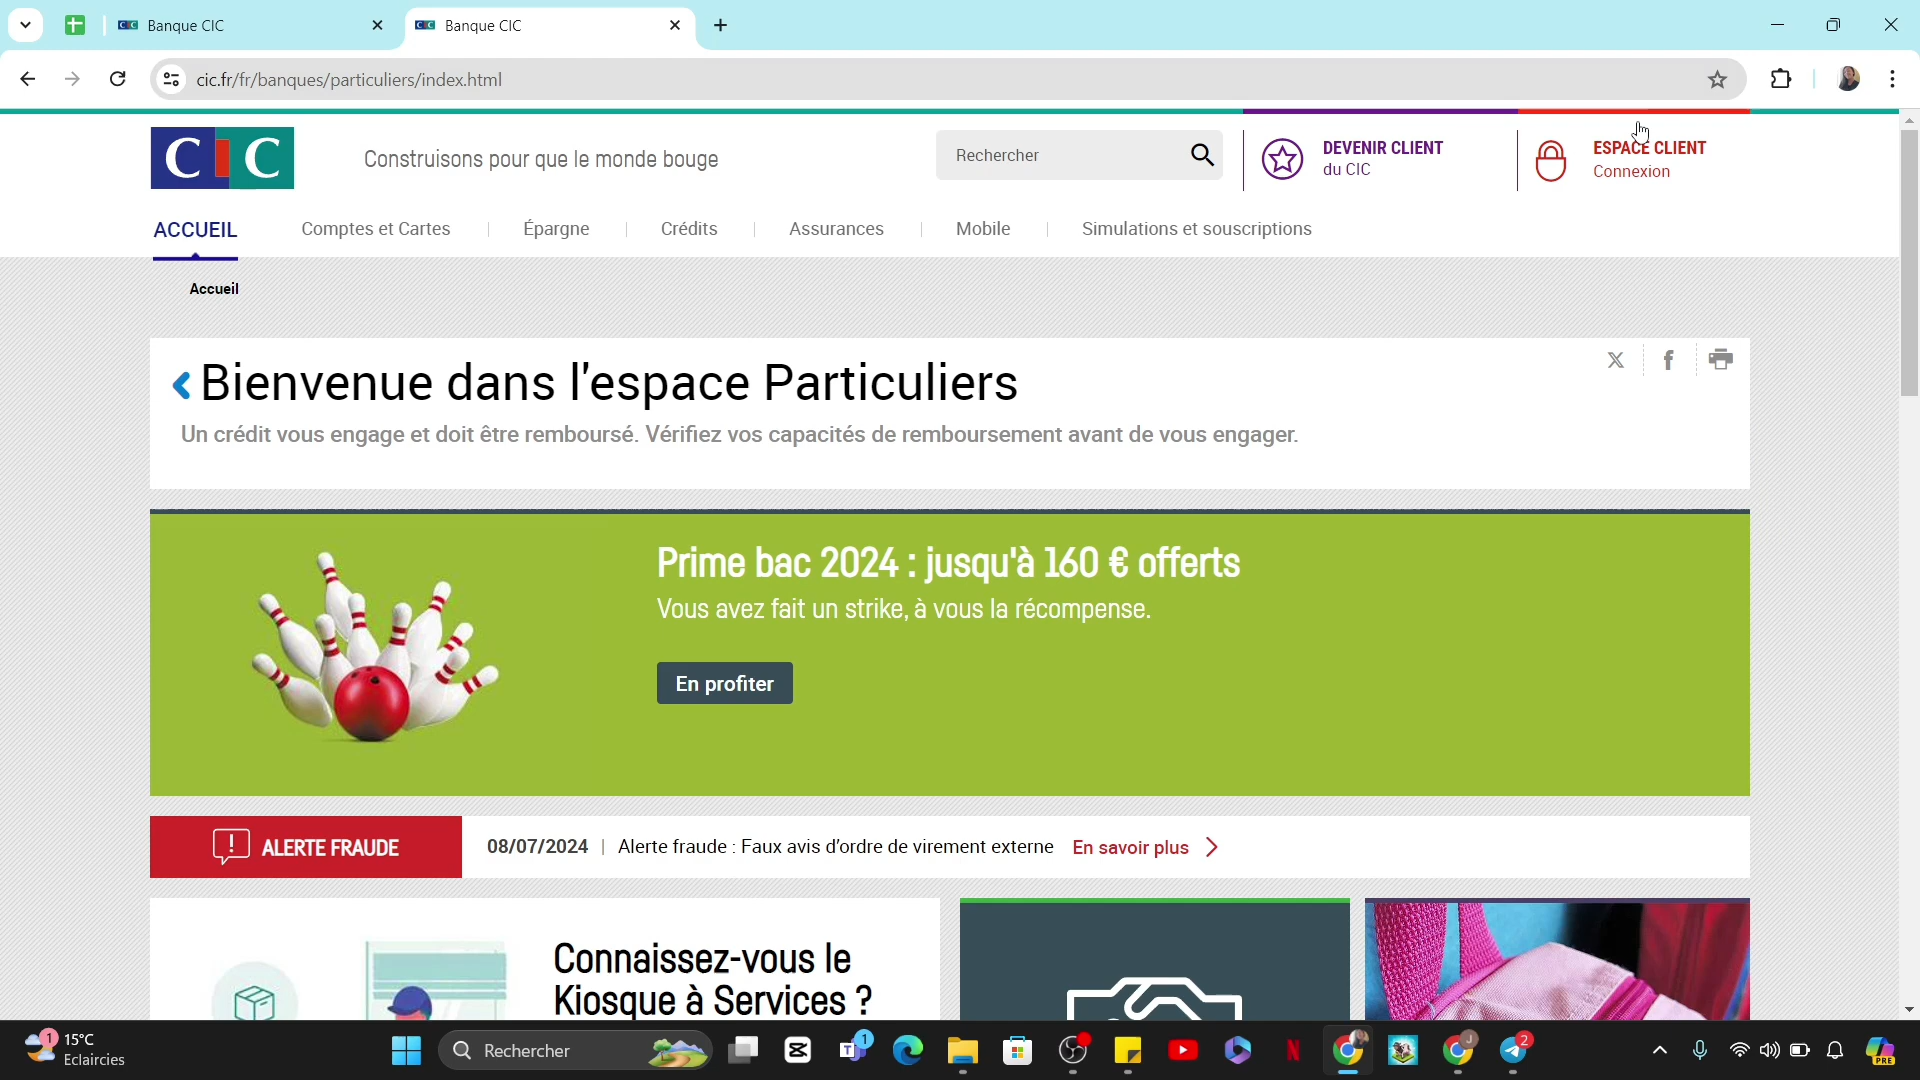 Banque CIC
Banque CIC
cic.fr/fr/banques/particuliers/index.html
CIC
Construisons pour que le monde bouge
Rechercher
DEVENIR CLIENT
du CIC
ESPACE CLIENT
Connexion
ACCUEIL
Comptes et Cartes
Épargne
Crédits
Assurances
Mobile
Simulations et souscriptions
Accueil
Bienvenue dans l'espace Particuliers
Un crédit vous engage et doit être remboursé. Vérifiez vos capacités de remboursement avant de vous engager.
Prime bac 2024 : jusqu'à 160 € offerts
Vous avez fait un strike, à vous la récompense.
En profiter
ALERTE FRAUDE
08/07/2024 | Alerte fraude : Faux avis d’ordre de virement externe En savoir plus
Connaissez-vous le
Kiosque à Services ?
1
15°C
Eclaircies
Rechercher
1
2
PRE